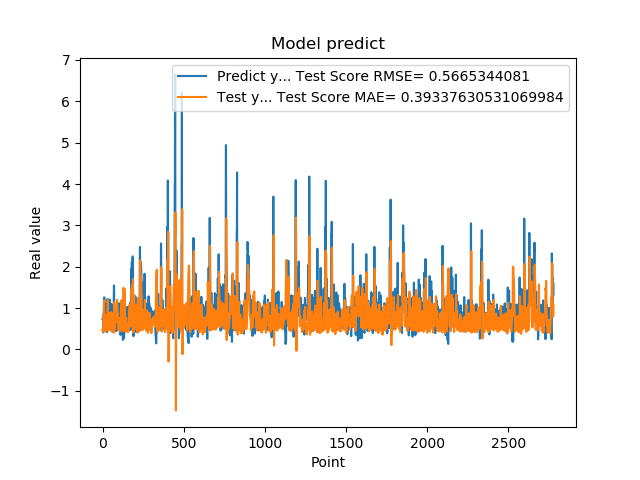 Model predict
Predict y... Test Score RMSE= 0.5665344081
Test y... Test Score MAE= 0.39337630531069984
7
6
5
4
3
2
1
0
−1
Real value
0 500 1000 1500 2000 2500
Point